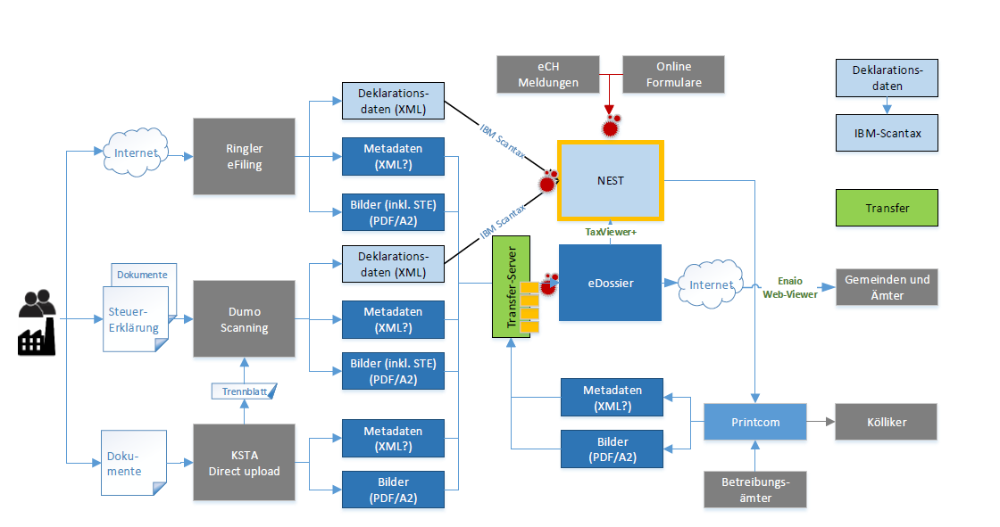 eCH
Meldungen
Online
Formulare
Deklarations-
daten
IBM-Scantax
Transfer
Deklarations-
daten (XML)
IBM Scantax
Internet
Ringler
eFiling
Metadaten
(XML?)
Bilder (inkl. STE)
(PDF/A2)
NEST
IBM Scantax
TaxViewer+
Deklarations-
daten (XML)
Transfer-Server
eDossier
Internet
Enaio
Web-Viewer
Gemeinden und
Ämter
Dokumente
Steuer-
Erklärung
Dumo
Scanning
Metadaten
(XML?)
Bilder (inkl. STE)
(PDF/A2)
Trennblatt
Metadaten
(XML?)
Bilder
(PDF/A2)
Printcom
Kölliker
Doku-
mente
KSTA
Direct upload
Metadaten
(XML?)
Bilder
(PDF/A2)
Betreibungs-
ämter